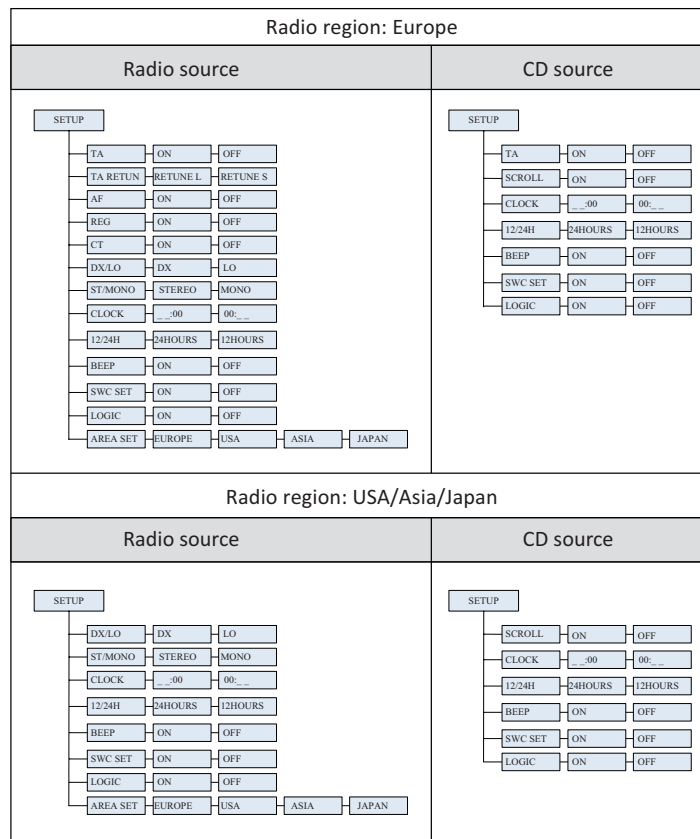 Radio region: Europe
Radio source
CD source
SETUP
TA ON OFF
TA RETUN RETUNE L RETUNE S
AF ON OFF
REG ON OFF
CT ON OFF
DX/LO DX LO
ST/MONO STEREO MONO
CLOCK _ _:00 00:_ _
12/24H 24HOURS 12HOURS
BEEP ON OFF
SWC SET ON OFF
LOGIC ON OFF
AREA SET EUROPE USA ASIA JAPAN
SETUP
TA ON OFF
SCROLL ON OFF
CLOCK _ _:00 00:_ _
12/24H 24HOURS 12HOURS
BEEP ON OFF
SWC SET ON OFF
LOGIC ON OFF
Radio region: USA/Asia/Japan
Radio source
CD source
SETUP
DX/LO DX LO
ST/MONO STEREO MONO
CLOCK _ _:00 00:_ _
12/24H 24HOURS 12HOURS
BEEP ON OFF
SWC SET ON OFF
LOGIC ON OFF
AREA SET EUROPE USA ASIA JAPAN
SETUP
SCROLL ON OFF
CLOCK _ _:00 00:_ _
12/24H 24HOURS 12HOURS
BEEP ON OFF
SWC SET ON OFF
LOGIC ON OFF